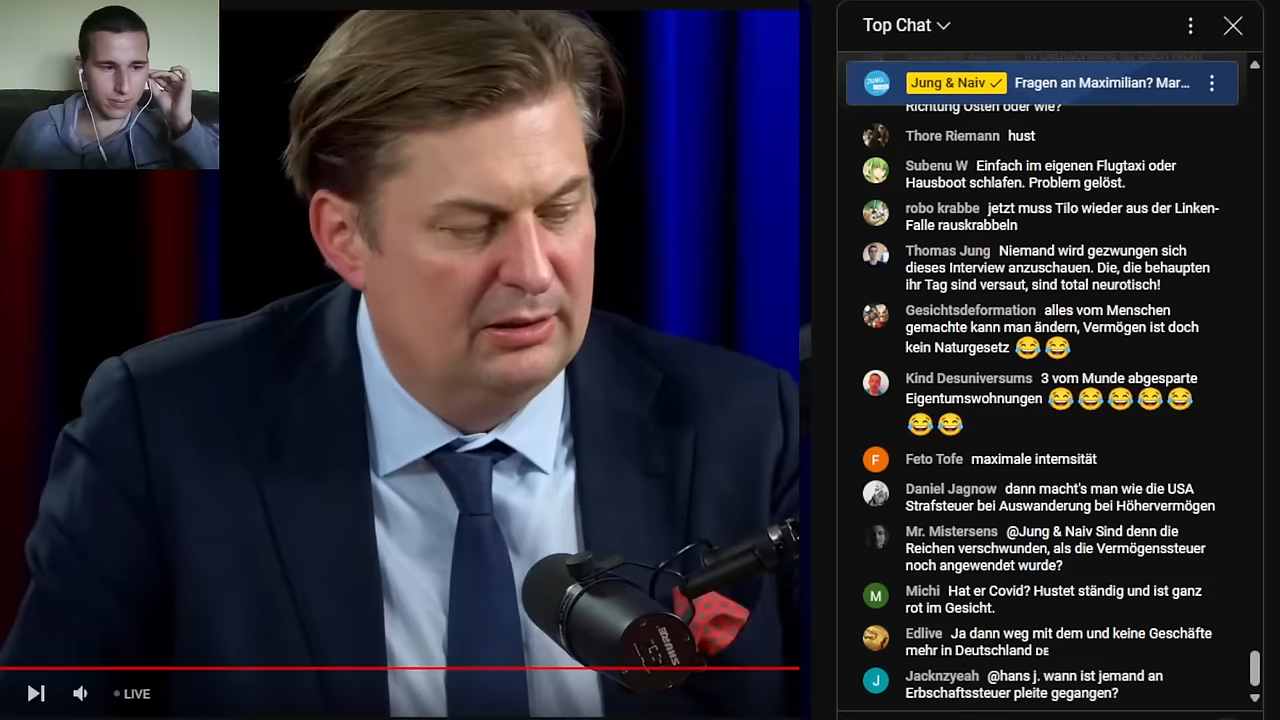 Top Chat
Jung & Naiv Fragen an Maximilian? Mar...
Richtung Osten oder wie?
Thore Riemann hust
Subenu W Einfach im eigenen Flugtaxi oder
Hausboot schlafen. Problem gelöst.
robo krabbe jetzt muss Tilo wieder aus der Linken-
Falle rauskrabbeln
Thomas Jung Niemand wird gezwungen sich
dieses Interview anzuschauen. Die, die behaupten
ihr Tag sind versaut, sind total neurotisch!
Gesichtsdeformation alles vom Menschen
gemachte kann man ändern, Vermögen ist doch
kein Naturgesetz 😂😂
Kind Desuniversums 3 vom Munde abgesparte
Eigentumswohnungen 😂😂😂😂😂
😂😂
F Feto Tofe maximale intemsität
Daniel Jagnow dann macht's man wie die USA
Strafsteuer bei Auswanderung bei Höhervermögen
Mr. Mistersens @Jung & Naiv Sind denn die
Reichen verschwunden, als die Vermögenssteuer
noch angewendet wurde?
M Michi Hat er Covid? Hustet ständig und ist ganz
rot im Gesicht.
Edlive Ja dann weg mit dem und keine Geschäfte
mehr in Deutschland DE
J Jacknzyeah @hans j. wann ist jemand an
Erbschaftssteuer pleite gegangen?
LIVE
SHURE